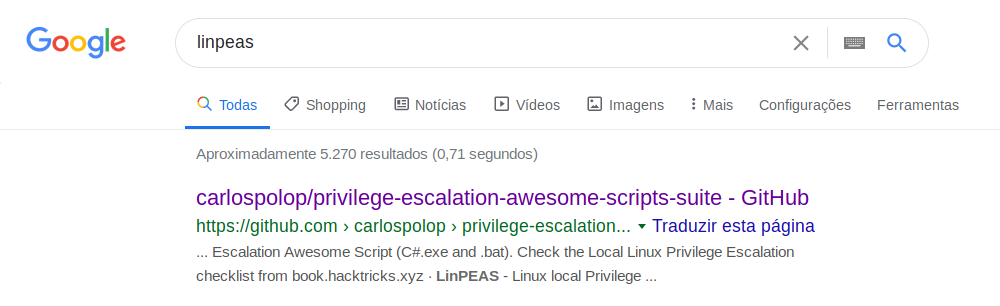 Google
linpeas
Todas Shopping Notícias Vídeos Imagens Mais Configurações Ferramentas
Aproximadamente 5.270 resultados (0,71 segundos)
carlospolop/privilege-escalation-awesome-scripts-suite - GitHub
https://github.com › carlospolop › privilege-escalation... Traduzir esta página
... Escalation Awesome Script (C#.exe and .bat). Check the Local Linux Privilege Escalation
checklist from book.hacktricks.xyz · LinPEAS - Linux local Privilege ...